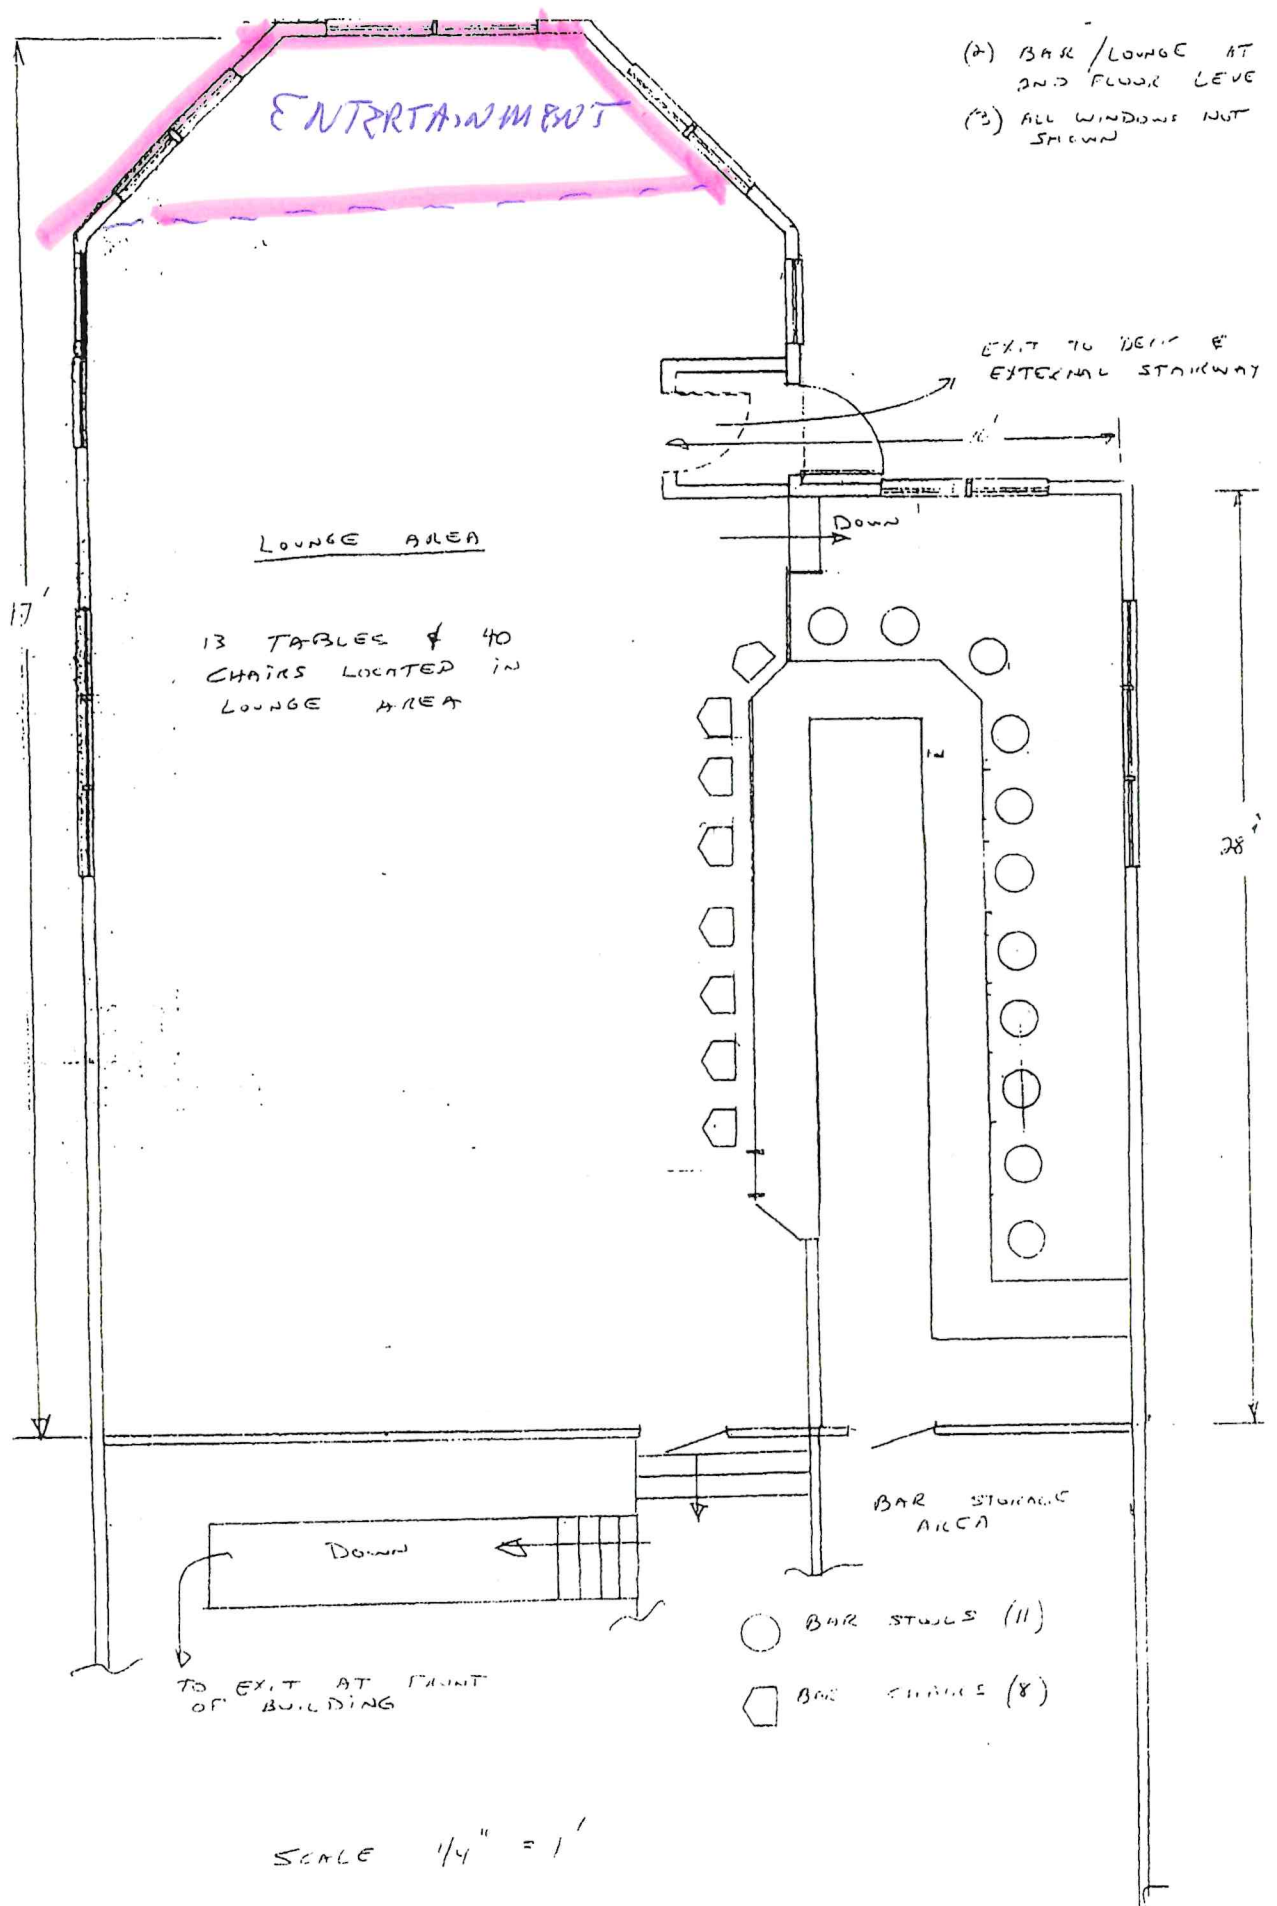 (2) BAR / LOUNGE AT
2ND FLOOR LEVE
(3) ALL WINDOWS NOT
SHOWN
ENTERTAINMENT
EXIT TO DECK &
EXTERNAL STAIRWAY
DOWN
LOUNGE AREA
17'
13 TABLES & 40
CHAIRS LOCATED IN
LOUNGE AREA
28'
BAR STORAGE
AREA
DOWN
BAR STOOLS (11)
TO EXIT AT FRONT
OF BUILDING
BAR CHAIRS (8)
SCALE 1/4" = 1'